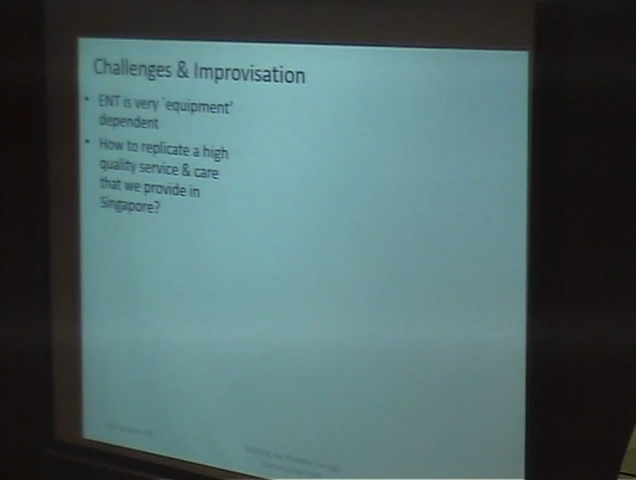 Challenges & Improvisation
• ENT is very `equipment'
dependent
• How to replicate a high
quality service & care
that we provide in
Singapore?